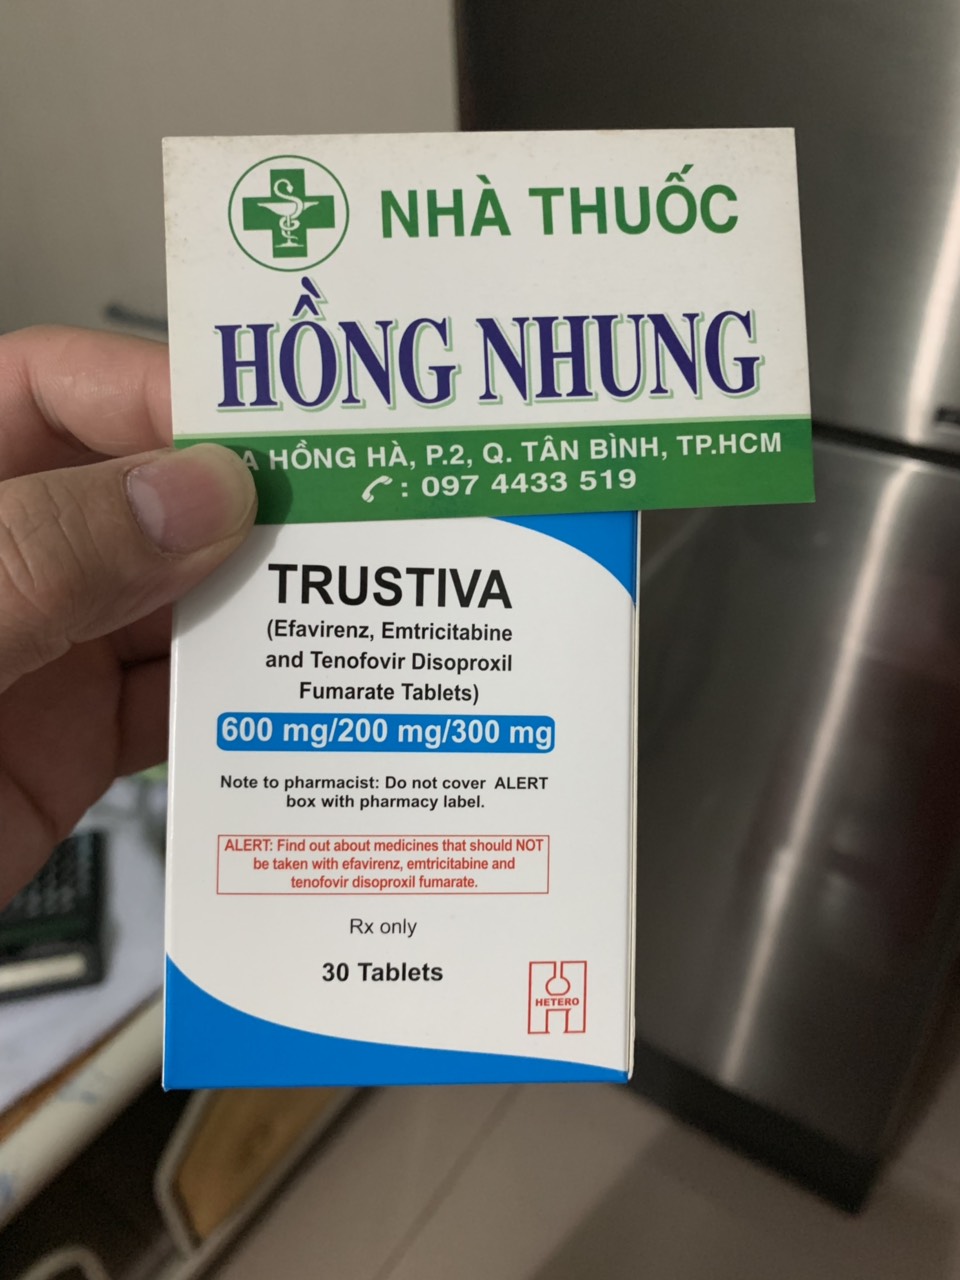 NHÀ THUỐC
HỒNG NHUNG
HỒNG HÀ, P.2, Q. TÂN BÌNH, TP.HCM
: 097 4433 519
TRUSTIVA
(Efavirenz, Emtricitabine
and Tenofovir Disoproxil
Fumarate Tablets)
600 mg/200 mg/300 mg
Note to pharmacist: Do not cover ALERT
box with pharmacy label.
ALERT: Find out about medicines that should NOT
be taken with efavirenz, emtricitabine and
tenofovir disoproxil fumarate.
Rx only
30 Tablets
HETERO